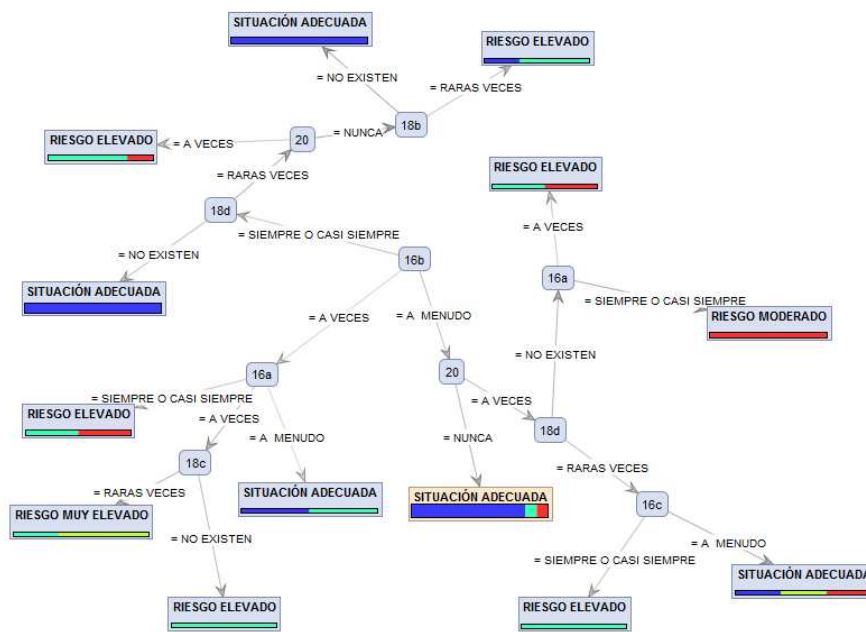 SITUACIÓN ADECUADA
RIESGO ELEVADO
= NO EXISTEN
= RARAS VECES
18b
RIESGO ELEVADO
= A VECES
20
= NUNCA
RIESGO ELEVADO
= RARAS VECES
18d
= SIEMPRE O CASI SIEMPRE
= A VECES
= NO EXISTEN
16b
16a
SITUACIÓN ADECUADA
= SIEMPRE O CASI SIEMPRE
RIESGO MODERADO
= A VECES
= A MENUDO
= NO EXISTEN
16a
20
= SIEMPRE O CASI SIEMPRE
= A VECES
RIESGO ELEVADO
= A VECES
18d
= A MENUDO
= NUNCA
18c
= RARAS VECES
= RARAS VECES
SITUACIÓN ADECUADA
SITUACIÓN ADECUADA
16c
RIESGO MUY ELEVADO
= NO EXISTEN
= A MENUDO
= SIEMPRE O CASI SIEMPRE
SITUACIÓN ADECUADA
RIESGO ELEVADO
RIESGO ELEVADO